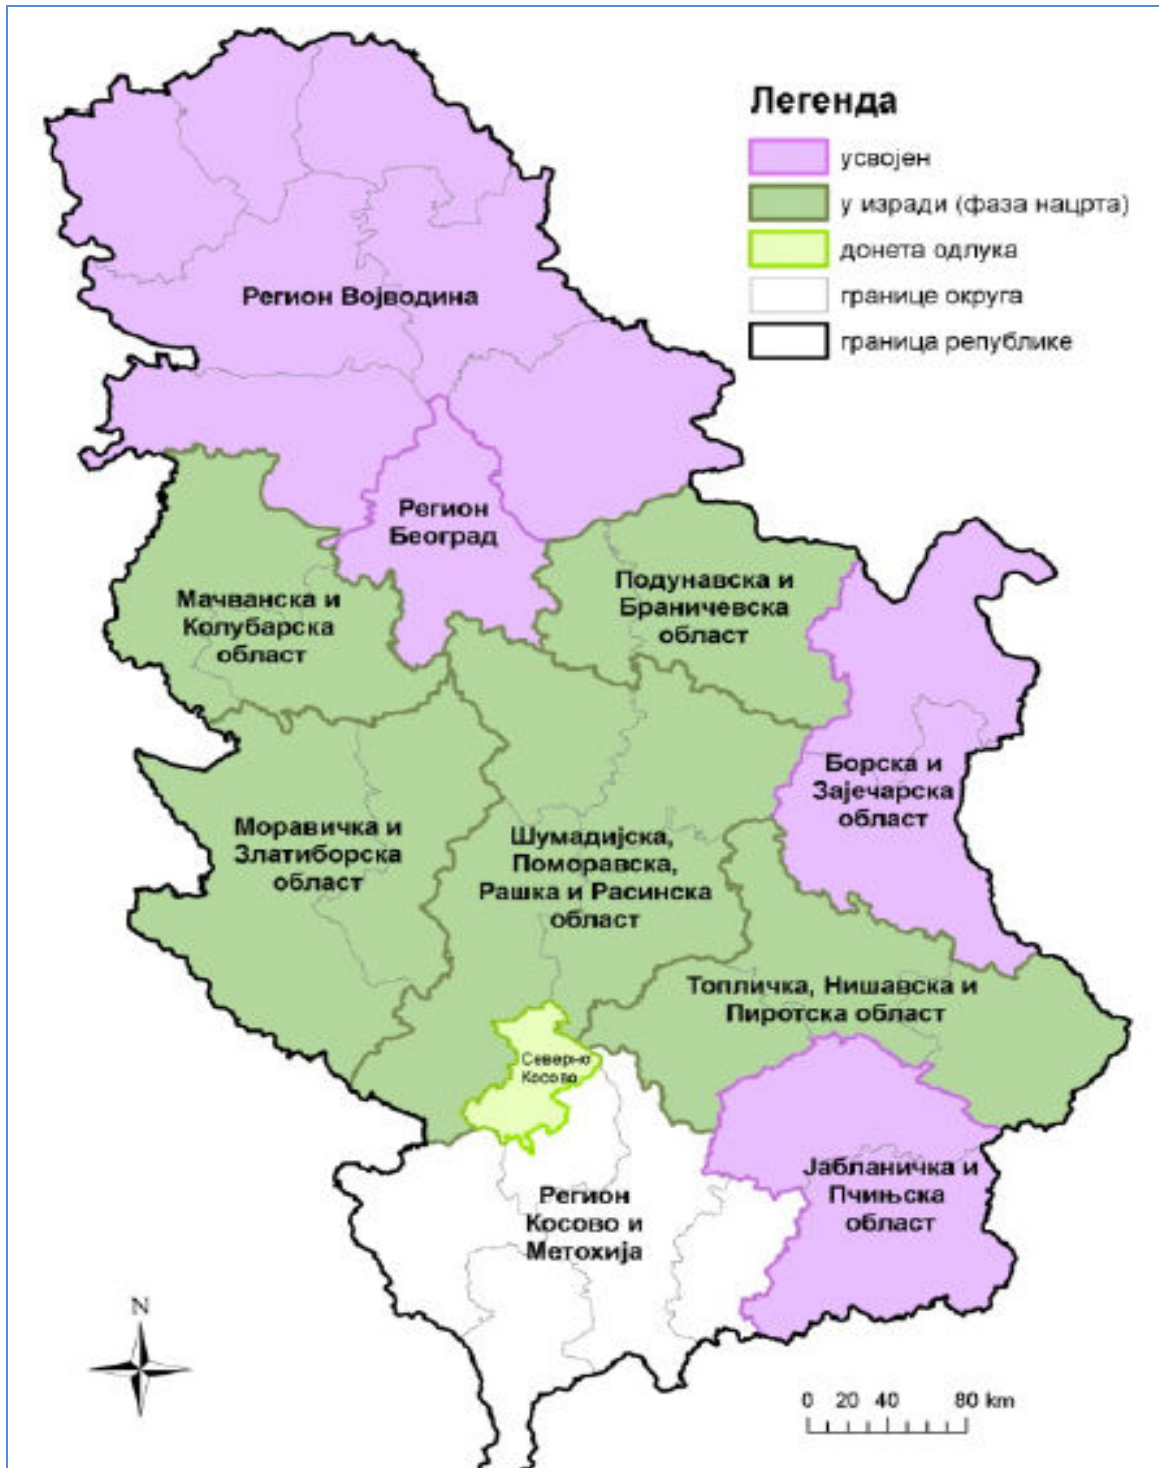 Легенда
усвојен
у изради (фаза нацрта)
донета одлука
границе округа
граница републике
Регион Војводина
Регион
Београд
Мачванска и
Колубарска
област
Подунавска и
Браничевска
област
Борска и
Зајечарска
област
Моравичка и
Златиборска
област
Шумадијска,
Поморавска,
Рашка и Расинска
област
Топличка, Нишавска и
Пиротска област
Северно
Косово
Јабланичка и
Пчињска
област
Регион
Косово и
Метохија
N
0 20 40 80 km